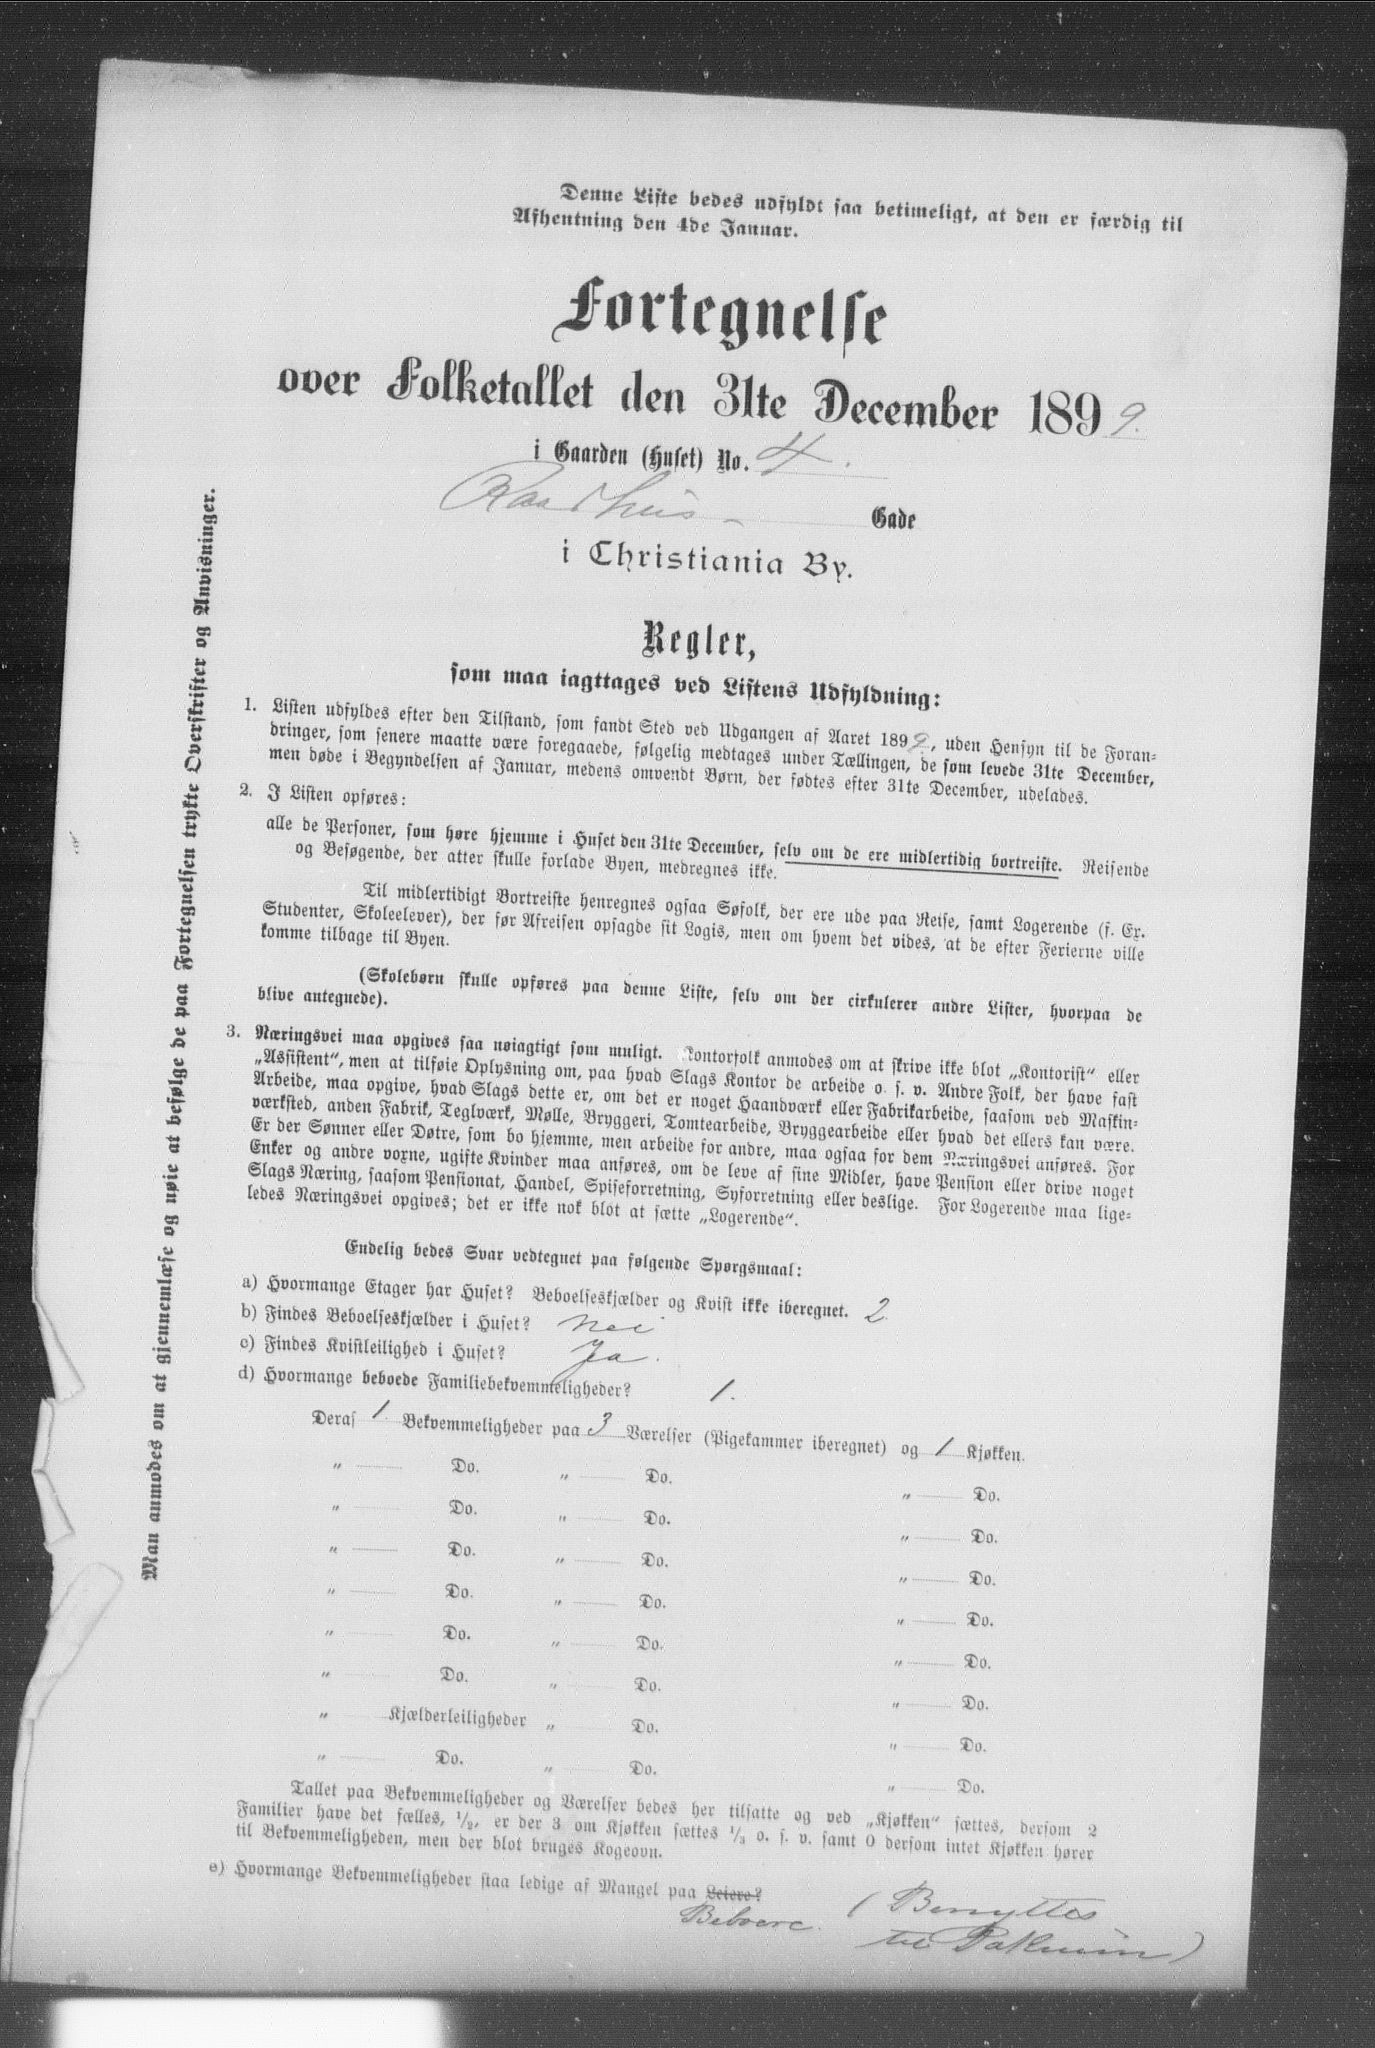 Denne Liste bedes udfyldt saa betimeligt, at den er færdig til
Afhentning den 4de Januar.
Fortegnelse
over Folketallet den 31te December 1899.
i Gaarden (Huset) No. 4.
Raadhus- Gade
i Christiania By.
Regler,
som maa iagttages ved Listens Udfyldning:
1. Listen udfyldes efter den Tilstand, som fandt Sted ved Udgangen af Aaret 1899, uden Hensyn til de Foran-
dringer, som senere maatte være foregaaede, følgelig medtages under Tællingen, de som levede 31te December,
men døde i Begyndelsen af Januar, medens omvendt Børn, der fødtes efter 31te December, udelades.
2. I Listen opføres:
alle de Personer, som høre hjemme i Huset den 31te December, selv om de ere midlertidig bortreiste. Reisende
og Besøgende, der atter skulle forlade Byen, medregnes ikke.
Til midlertidigt Bortreiste henregnes ogsaa Søfolk, der ere ude paa Reise, samt Logerende (f. Ex.
Studenter, Skoleelever), der før Afreisen opsagde sit Logis, men om hvem det vides, at de efter Ferierne ville
komme tilbage til Byen.
(Skolebørn skulle opføres paa denne Liste, selv om der cirkulerer andre Lister, hvorpaa de
blive antegnede).
3. Næringsvei maa opgives saa nøiagtigt som muligt. Kontorfolk anmodes om at skrive ikke blot „Kontorist“ eller
„Assistent“, men at tilføie Oplysning om, paa hvad Slags Kontor de arbeide o. s. v. Andre Folk, der have fast
Arbeide, maa opgive, hvad Slags dette er, om det er noget Haandværk eller Fabrikarbeide, saasom ved Maskin-
værksted, anden Fabrik, Teglværk, Mølle, Bryggeri, Tomtearbeide, Bryggearbeide eller hvad det ellers kan være.
Er der Sønner eller Døtre, som bo hjemme, men arbeide for andre, maa ogsaa for dem Næringsvei anføres. For
Enker og andre voxne, ugifte Kvinder maa anføres, om de leve af sine Midler, have Pension eller drive noget
Slags Næring, saasom Pensionat, Handel, Spiseforretning, Syforretning eller deslige. For Logerende maa lige-
ledes Næringsvei opgives; det er ikke nok blot at sætte „Logerende“.
Endelig bedes Svar vedtegnet paa følgende Spørgsmaal:
a) Hvormange Etager har Huset? Beboelseskjælder og Kvist ikke iberegnet. 2
b) Findes Beboelseskjælder i Huset? Nei
c) Findes Kvistleilighed i Huset? Ja.
d) Hvormange beboede Familiebekvemmeligheder? 1.
Deraf 1 Bekvemmeligheder paa 3 Værelser (Pigekammer iberegnet) og 1 Kjøkken.
„ Do. „ Do. „ Do.
„ Do. „ Do. „ Do.
„ Do. „ Do. „ Do.
„ Do. „ Do. „ Do.
„ Do. „ Do. „ Do.
„ Do. „ Do. „ Do.
„ Kjælderleiligheder „ Do. „ Do.
„ Do. „ Do. „ Do.
Tallet paa Bekvemmeligheder og Værelser bedes her tilsatte og ved „Kjøkken“ sættes, dersom 2
Familier have det fælles, 1/2, er der 3 om Kjøkken sættes 1/3 o. s. v. samt 0 dersom intet Kjøkken hører
til Bekvemmeligheden, men der blot bruges Kogeovn.
e) Hvormange Bekvemmeligheder staa ledige af Mangel paa Leiere?
Beboere. (Benyttes
til Pakhuus)
Man anmodes om at gjennemlæse og nøie at befølge de paa Fortegnelsen trykte Overskrifter og Anvisninger.